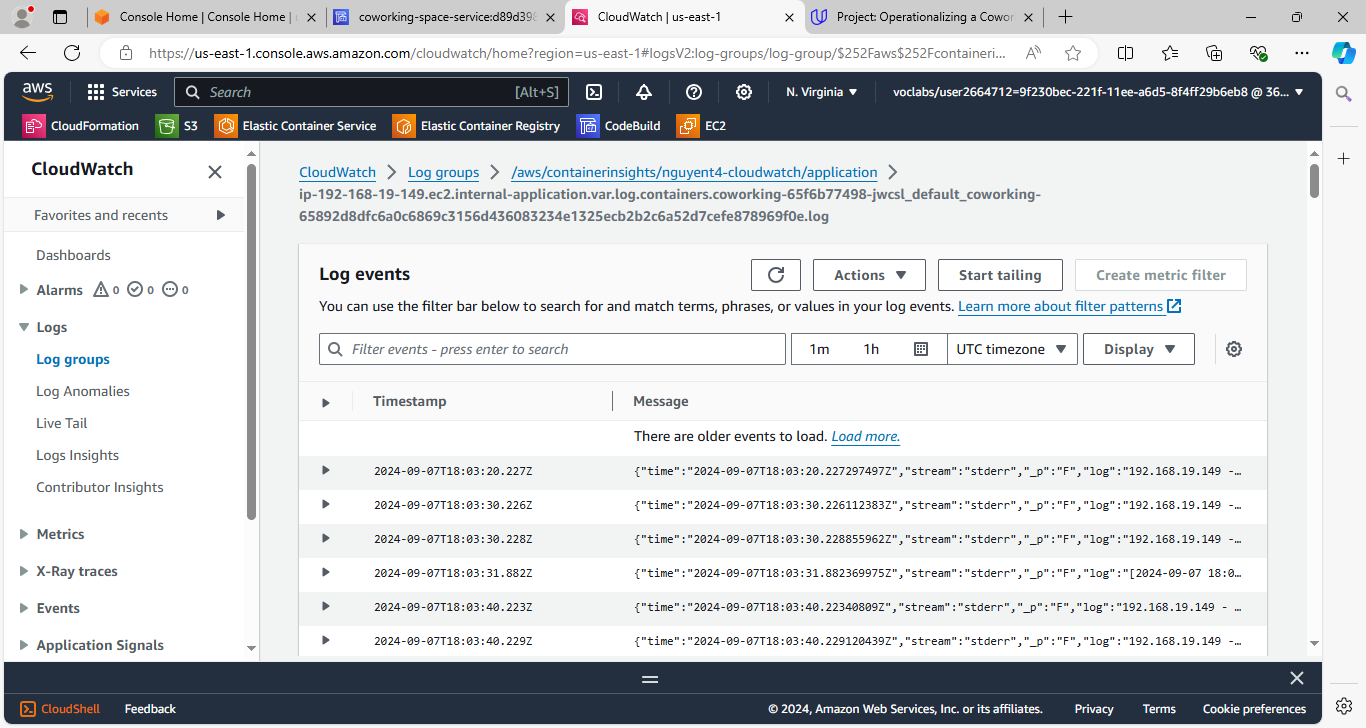 Console Home | Console Home |
coworking-space-service:d89d398
CloudWatch | us-east-1
Project: Operationalizing a Cowor
https://us-east-1.console.aws.amazon.com/cloudwatch/home?region=us-east-1#logsV2:log-groups/log-group/$252Faws$252Fcontaineri...
aws
Services
Search
[Alt+S]
N. Virginia
voclabs/user2664712=9f230bec-221f-11ee-a6d5-8f4ff29b6eb8 @ 36...
CloudFormation
S3
Elastic Container Service
Elastic Container Registry
CodeBuild
EC2
CloudWatch
Favorites and recents
Dashboards
Alarms 0 0 0
Logs
Log groups
Log Anomalies
Live Tail
Logs Insights
Contributor Insights
Metrics
X-Ray traces
Events
Application Signals
CloudWatch > Log groups > /aws/containerinsights/nguyent4-cloudwatch/application >
ip-192-168-19-149.ec2.internal-application.var.log.containers.coworking-65f6b77498-jwcsl_default_coworking-
65892d8dfc6a0c6869c3156d436083234e1325ecb2b2c6a52d7cefe878969f0e.log
Log events
Actions
Start tailing
Create metric filter
You can use the filter bar below to search for and match terms, phrases, or values in your log events. Learn more about filter patterns
Filter events - press enter to search
1m
1h
UTC timezone
Display
Timestamp
Message
There are older events to load. Load more.
2024-09-07T18:03:20.227Z {"time":"2024-09-07T18:03:20.227297497Z","stream":"stderr","_p":"F","log":"192.168.19.149 -…
2024-09-07T18:03:30.226Z {"time":"2024-09-07T18:03:30.226112383Z","stream":"stderr","_p":"F","log":"192.168.19.149 -…
2024-09-07T18:03:30.228Z {"time":"2024-09-07T18:03:30.228855962Z","stream":"stderr","_p":"F","log":"192.168.19.149 -…
2024-09-07T18:03:31.882Z {"time":"2024-09-07T18:03:31.882369975Z","stream":"stderr","_p":"F","log":"[2024-09-07 18:0…
2024-09-07T18:03:40.223Z {"time":"2024-09-07T18:03:40.22340809Z","stream":"stderr","_p":"F","log":"192.168.19.149 - …
2024-09-07T18:03:40.229Z {"time":"2024-09-07T18:03:40.229120439Z","stream":"stderr","_p":"F","log":"192.168.19.149 -…
CloudShell
Feedback
© 2024, Amazon Web Services, Inc. or its affiliates.
Privacy
Terms
Cookie preferences